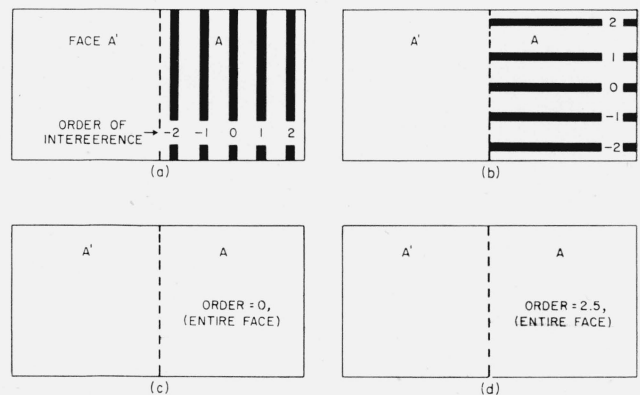 FACE A'
A
ORDER OF
INTEREERENCE → -2 -1 0 1 2
(a)
A'
A
2
1
0
-1
-2
(b)
A'
A
ORDER = 0,
(ENTIRE FACE)
(c)
A'
A
ORDER = 2.5,
(ENTIRE FACE)
(d)